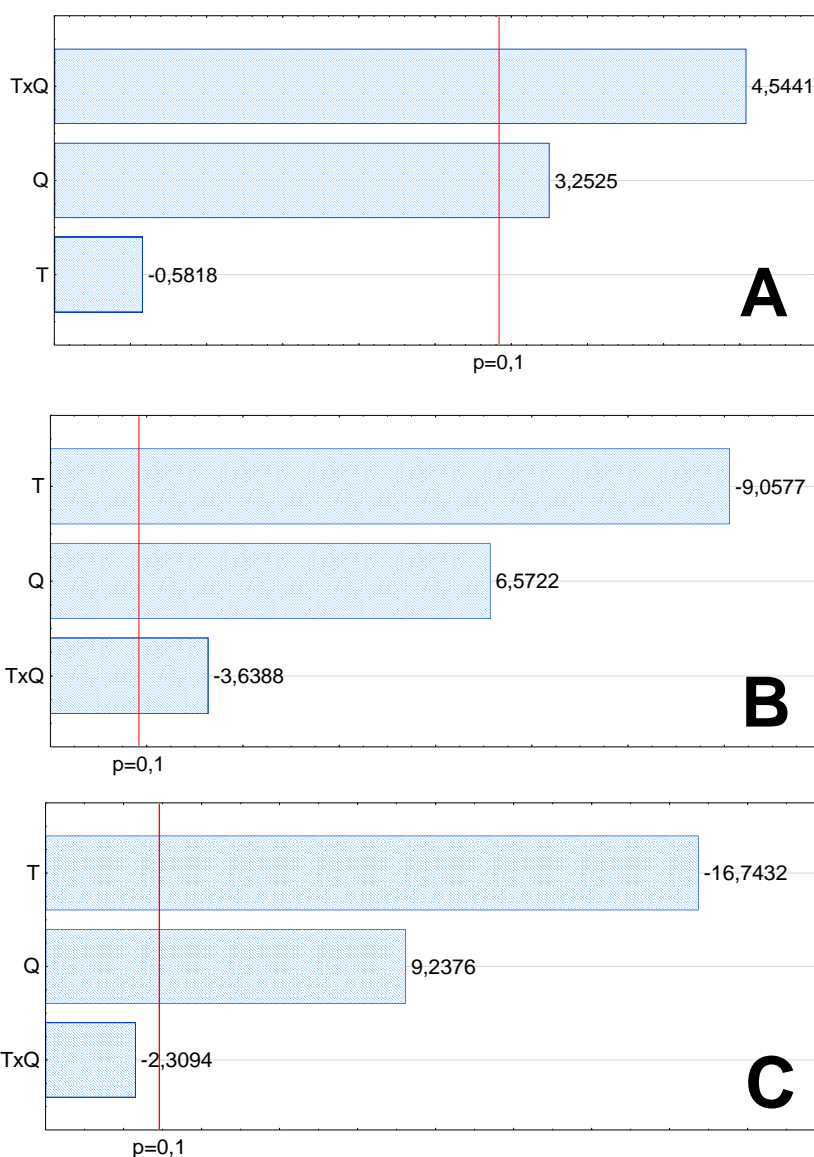 TxQ 4,5441
Q 3,2525
T -0,5818
A
p=0,1
T -9,0577
Q 6,5722
TxQ -3,6388
B
p=0,1
T -16,7432
Q 9,2376
TxQ -2,3094
C
p=0,1